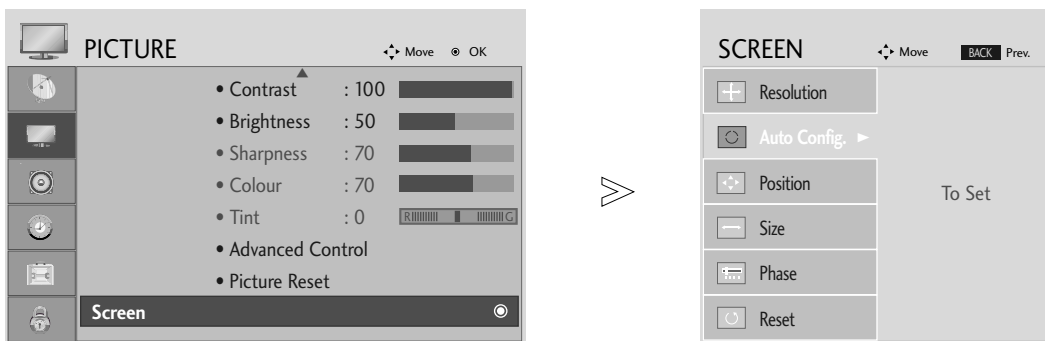 PICTURE
Move OK
• Contrast : 100
• Brightness : 50
• Sharpness : 70
• Colour : 70
• Tint : 0 R G
• Advanced Control
• Picture Reset
Screen
SCREEN
Move BACK Prev.
Resolution
Auto Config.
Position
Size
Phase
Reset
To Set